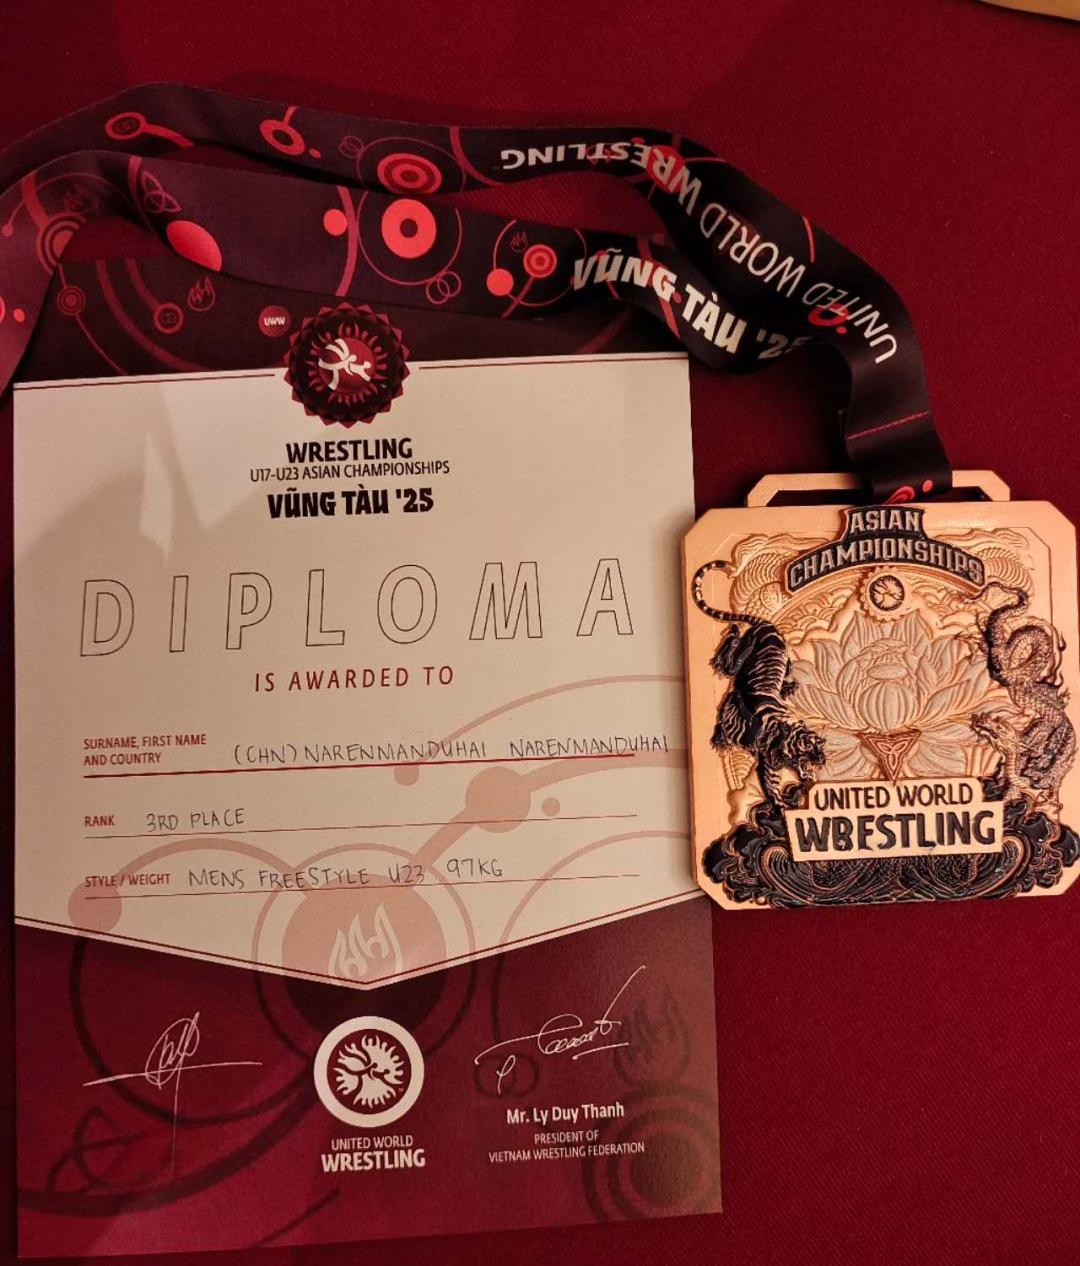 UNITED WORLD WRESTLING
VŨNG TÀU '25
UWW
WRESTLING
U17-U23 ASIAN CHAMPIONSHIPS
VŨNG TÀU '25
DIPLOMA
IS AWARDED TO
SURNAME, FIRST NAME
AND COUNTRY (CHN) NARENMANDUHAI NARENMANDUHAI
RANK 3RD PLACE
STYLE / WEIGHT MENS FREESTYLE U23 97KG
UNITED WORLD
WRESTLING
Mr. Ly Duy Thanh
PRESIDENT OF
VIETNAM WRESTLING FEDERATION
ASIAN
CHAMPIONSHIPS
UNITED WORLD
WRESTLING